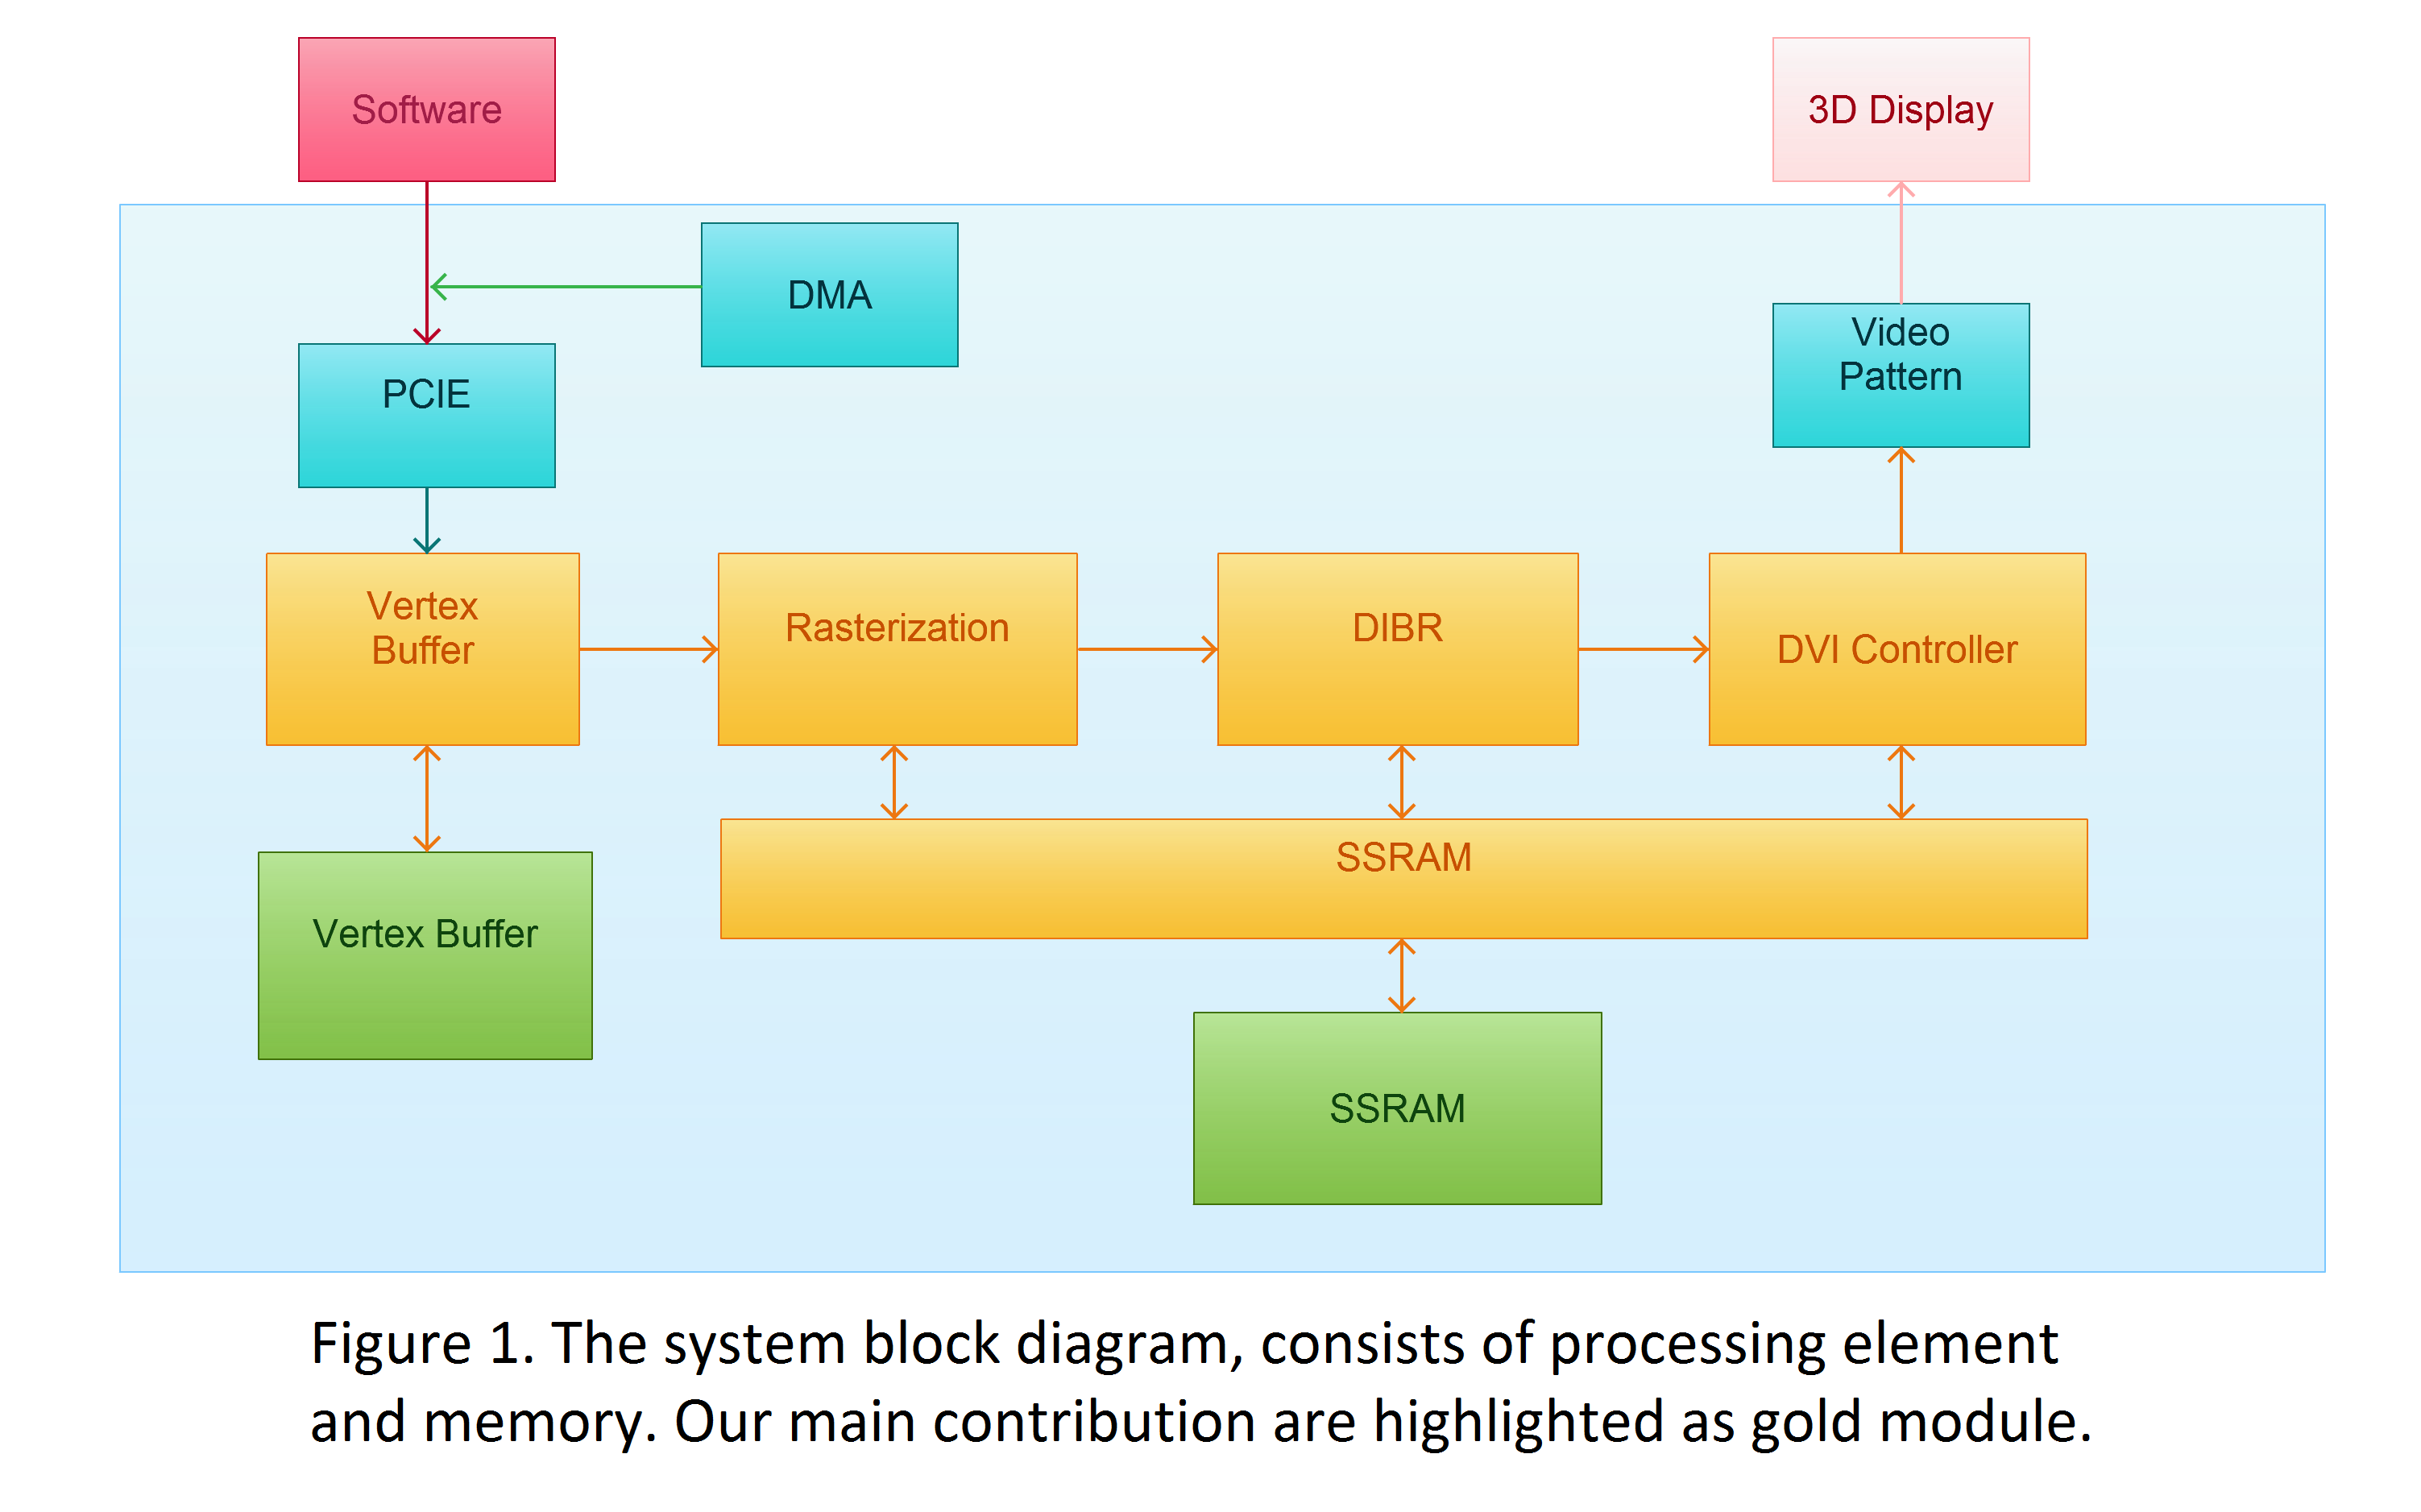 Software
3D Display
DMA
Video
Pattern
PCIE
Vertex
Buffer
Rasterization
DIBR
DVI Controller
SSRAM
Vertex Buffer
SSRAM
Figure 1. The system block diagram, consists of processing element
and memory. Our main contribution are highlighted as gold module.